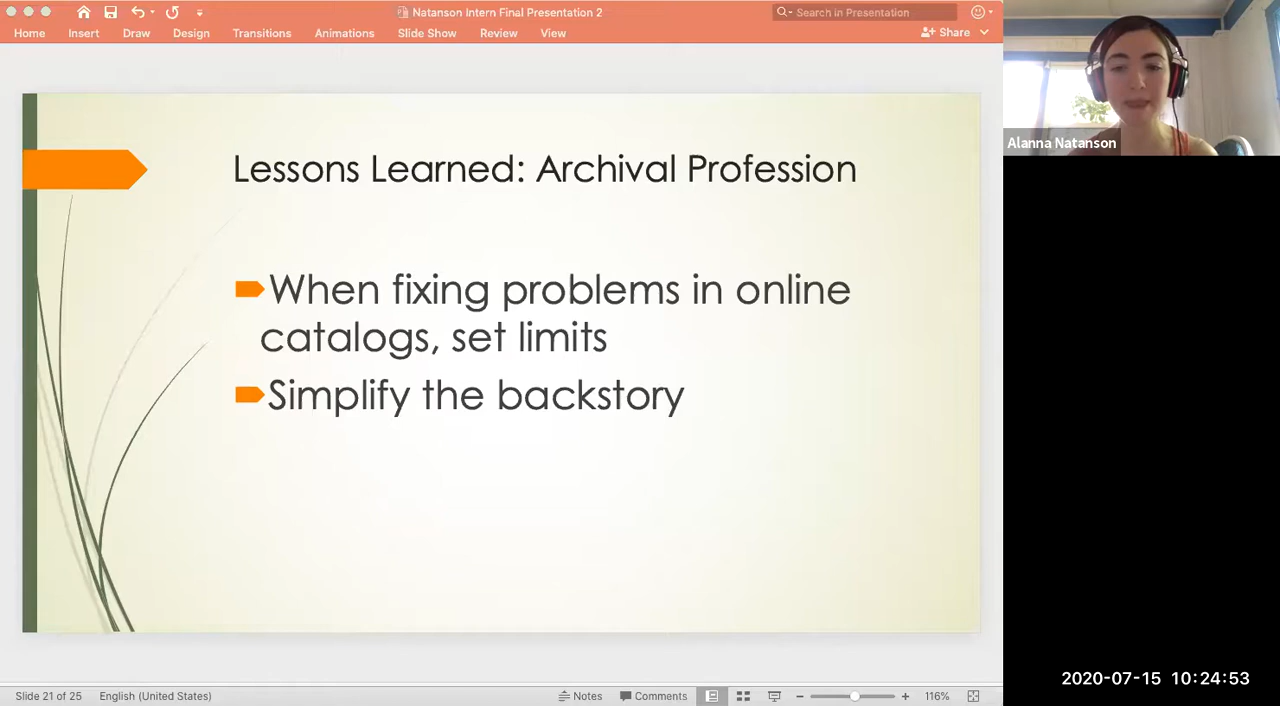 Natanson Intern Final Presentation 2
Search in Presentation
Home Insert Draw Design Transitions Animations Slide Show Review View Share
Alanna Natanson
Lessons Learned: Archival Profession
When fixing problems in online
catalogs, set limits
Simplify the backstory
2020-07-15 10:24:53
Slide 21 of 25 English (United States) Notes Comments 116%